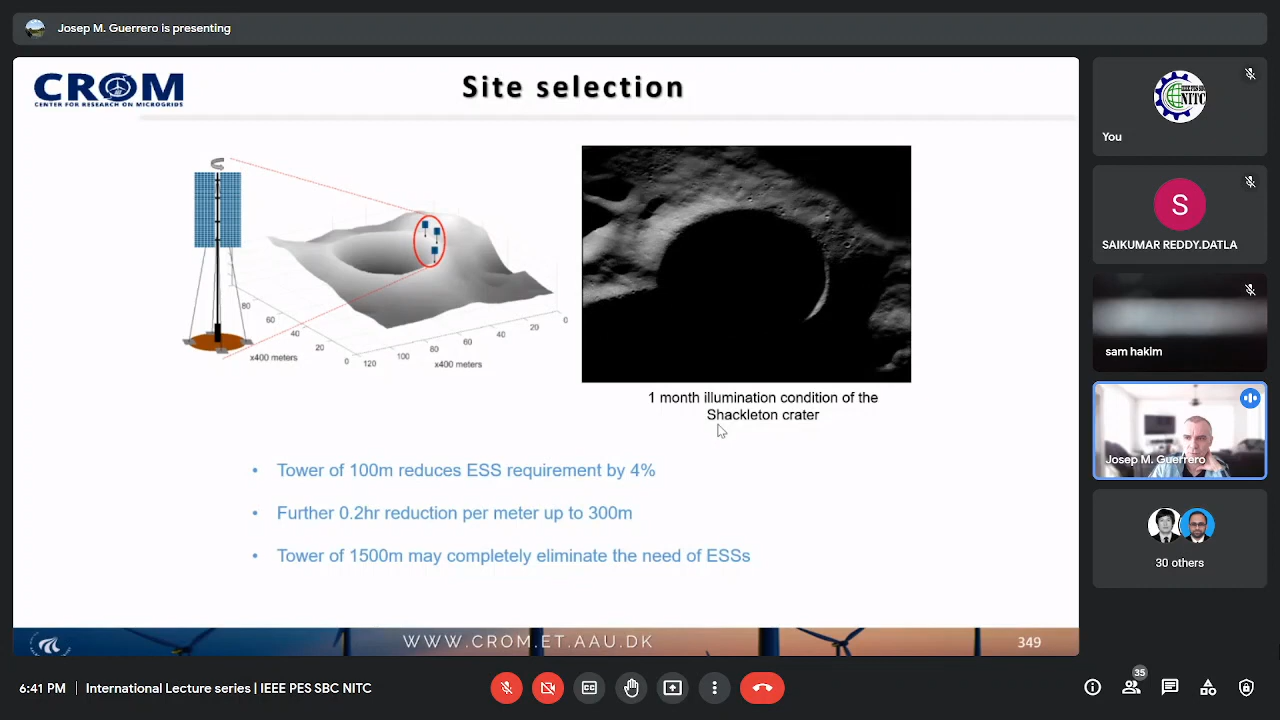 Josep M. Guerrero is presenting
CROM
CENTER FOR RESEARCH ON MICROGRIDS
Site selection
80
60
40
20
0
x400 meters
120
100
80
60
40
20
0
x400 meters
1 month illumination condition of the
Shackleton crater
• Tower of 100m reduces ESS requirement by 4%
• Further 0.2hr reduction per meter up to 300m
• Tower of 1500m may completely eliminate the need of ESSs
WWW.CROM.ET.AAU.DK
349
NITC
You
S
SAIKUMAR REDDY.DATLA
sam hakim
Josep M. Guerrero
30 others
6:41 PM | International Lecture series | IEEE PES SBC NITC
35